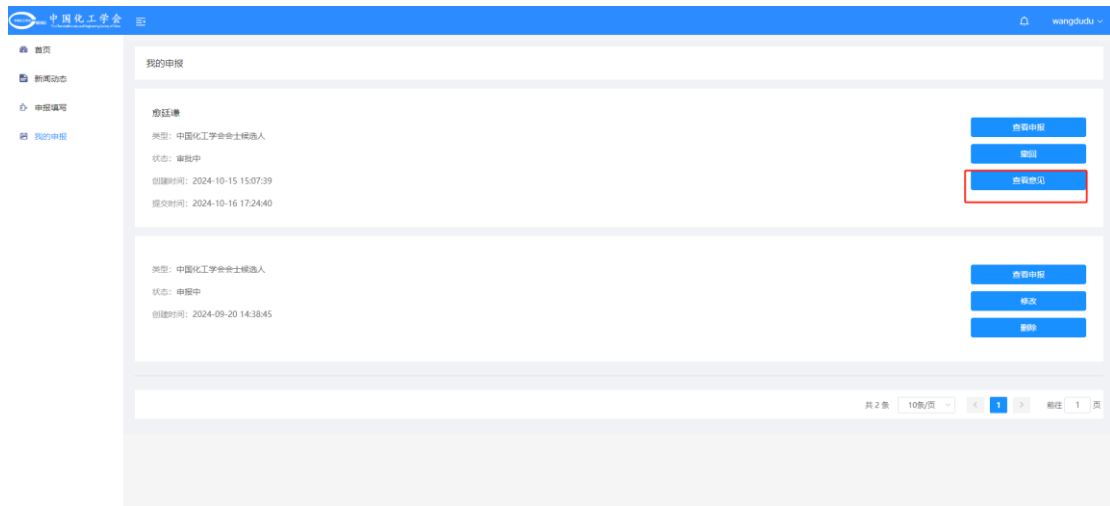 中国化工学会
wangdudu
首页
新闻动态
申报填写
我的申报
我的申报
类型：中国化工学会会士候选人
状态：审批中
创建时间：2024-10-15 15:07:39
提交时间：2024-10-16 17:24:40
查看申报
撤回
查看意见
类型：中国化工学会会士候选人
状态：申报中
创建时间：2024-09-20 14:38:45
查看申报
修改
删除
共 2 条 10条/页 < 1 > 前往 1 页